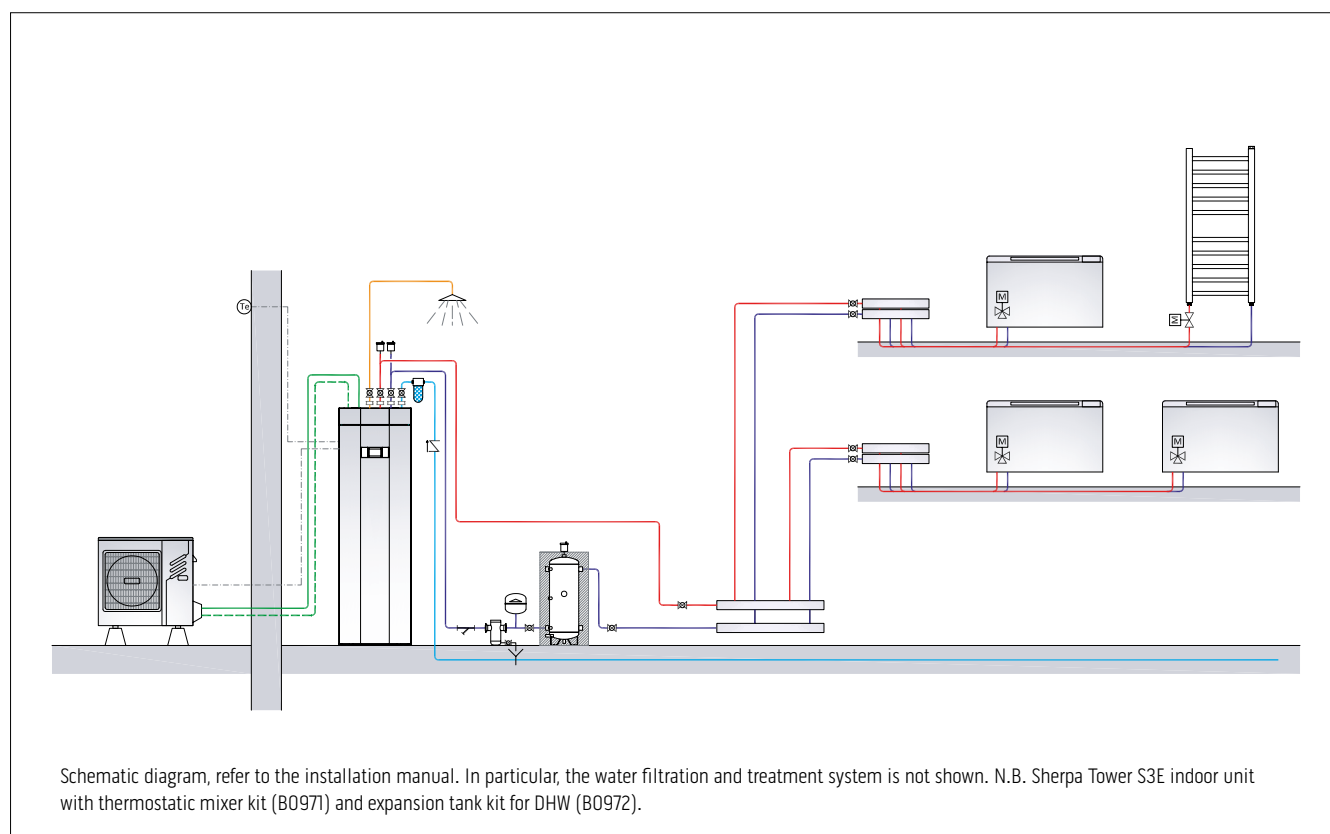 Te
M
M
M
M
Schematic diagram, refer to the installation manual. In particular, the water filtration and treatment system is not shown. N.B. Sherpa Tower S3E indoor unit
with thermostatic mixer kit (B0971) and expansion tank kit for DHW (B0972).